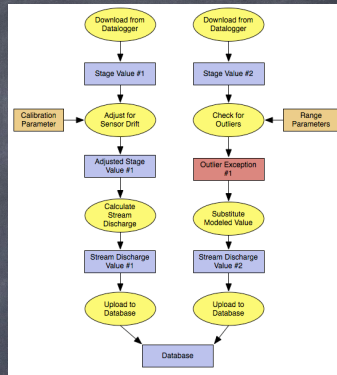 Download from
Datalogger
Download from
Datalogger
Stage Value #1
Stage Value #2
Calibration
Parameter
Adjust for
Sensor Drift
Check for
Outliers
Range
Parameters
Adjusted Stage
Value #1
Outlier Exception
#1
Calculate
Stream
Discharge
Substitute
Modeled Value
Stream Discharge
Value #1
Stream Discharge
Value #2
Upload to
Database
Upload to
Database
Database